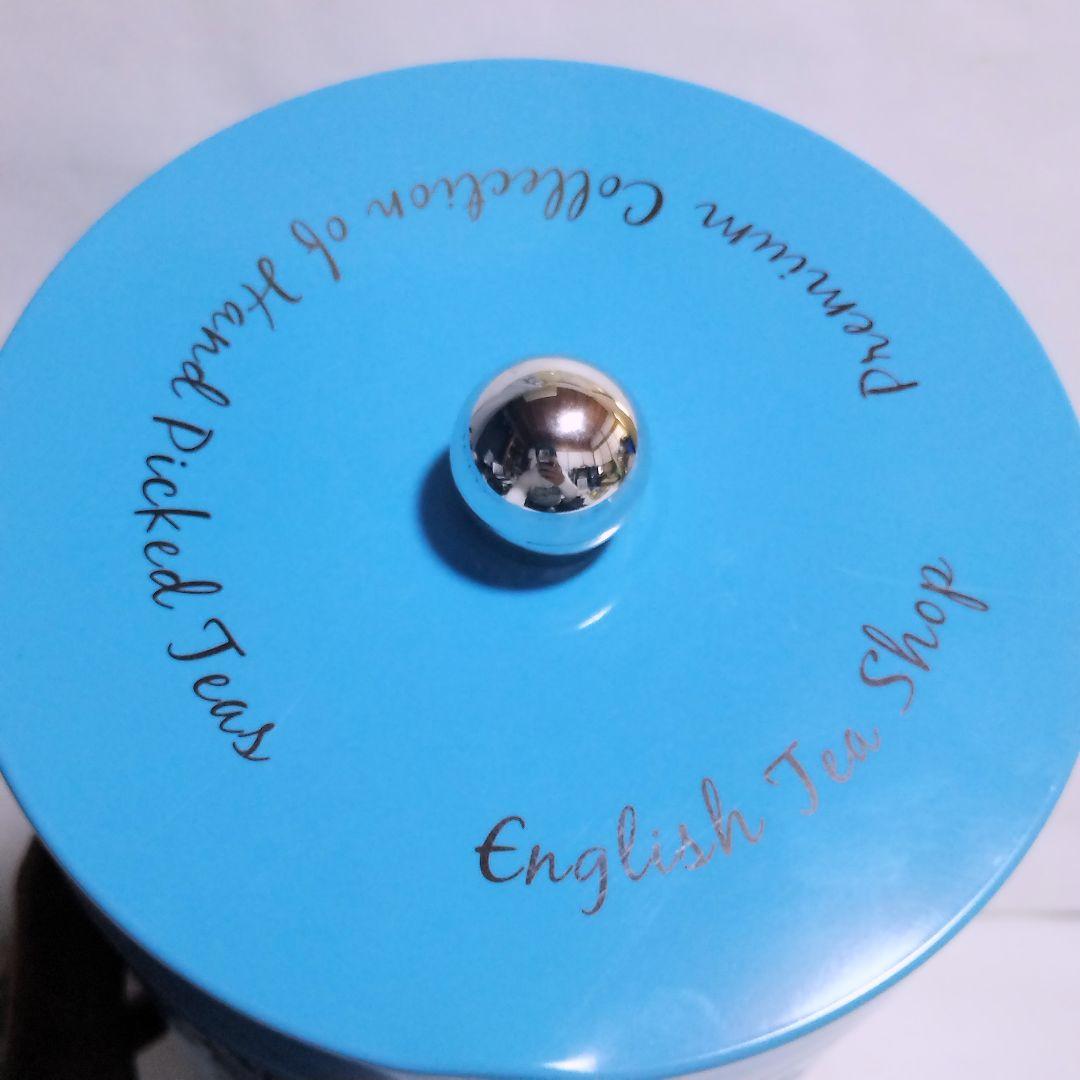 Premium Collection of Hand Picked Teas
English Tea Shop